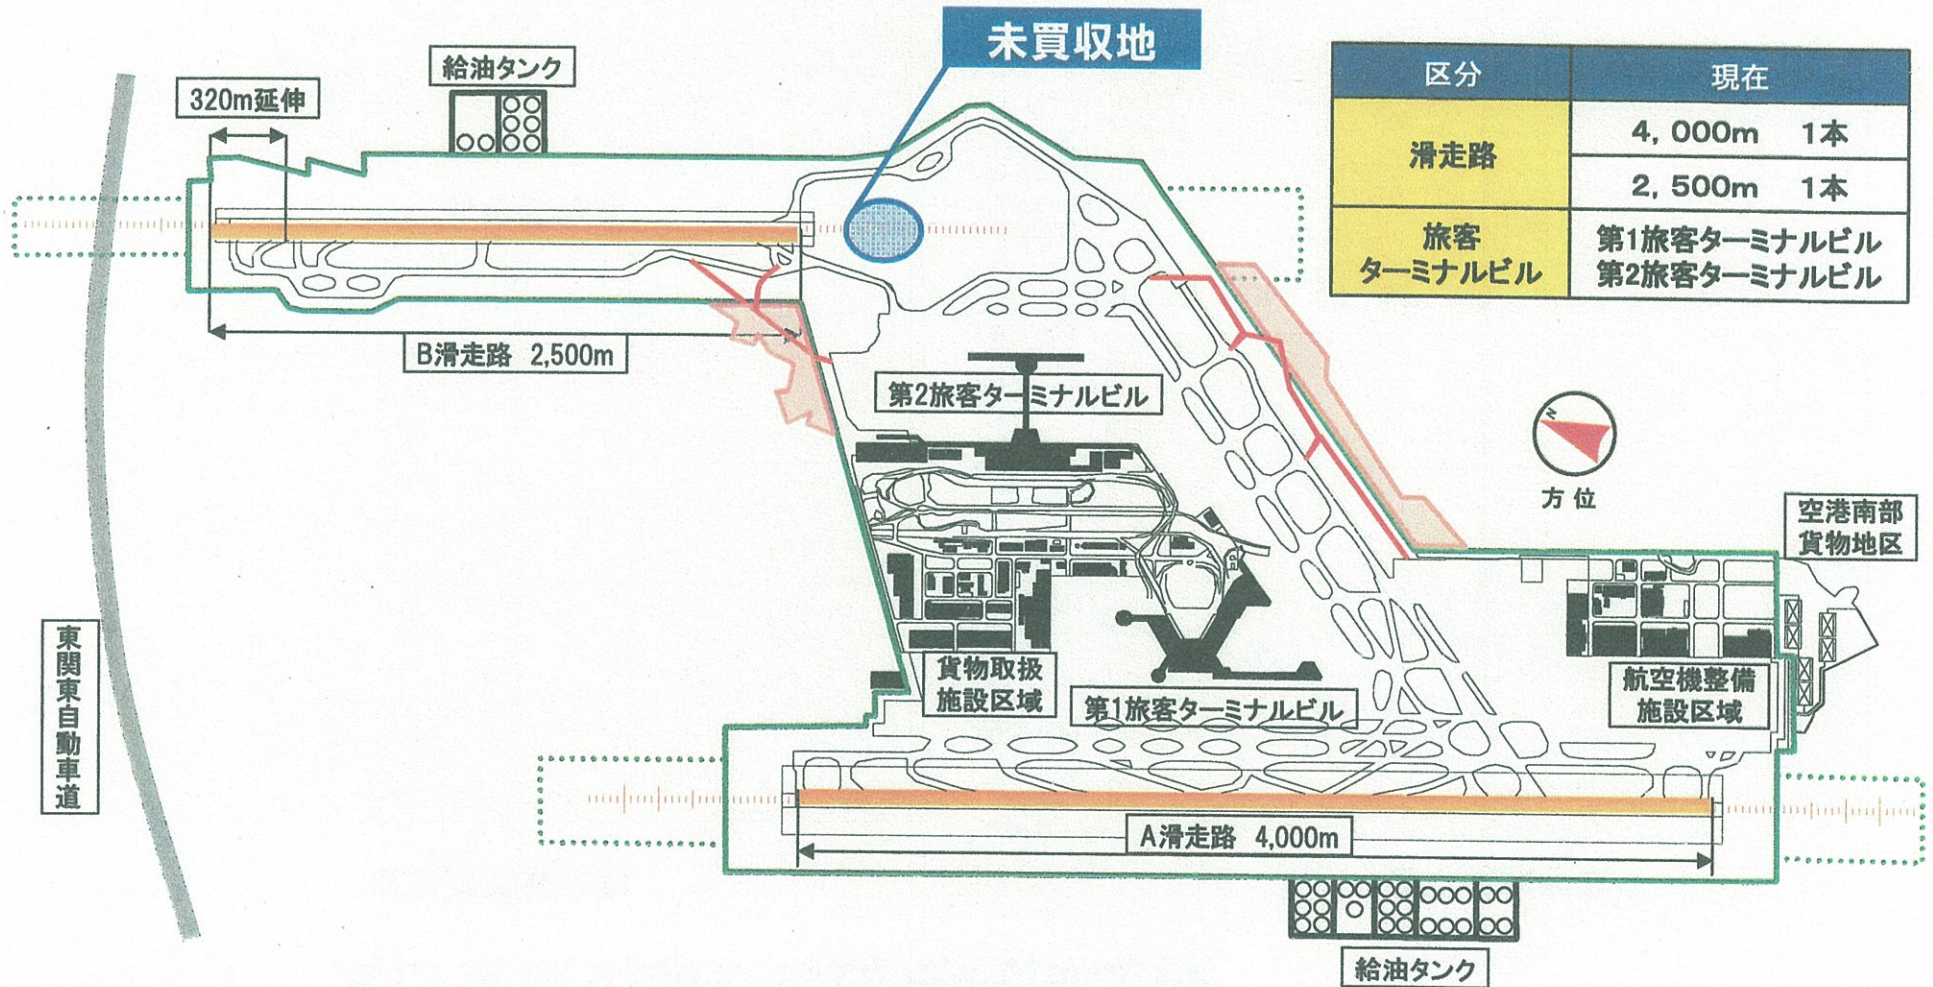 未買収地
給油タンク
320m延伸
区分 現在
滑走路 4,000m 1本
2,500m 1本
旅客
ターミナルビル
第1旅客ターミナルビル
第2旅客ターミナルビル
B滑走路 2,500m
第2旅客ターミナルビル
N
方位
空港南部
貨物地区
東関東自動車道
貨物取扱
施設区域
第1旅客ターミナルビル
航空機整備
施設区域
A滑走路 4,000m
給油タンク